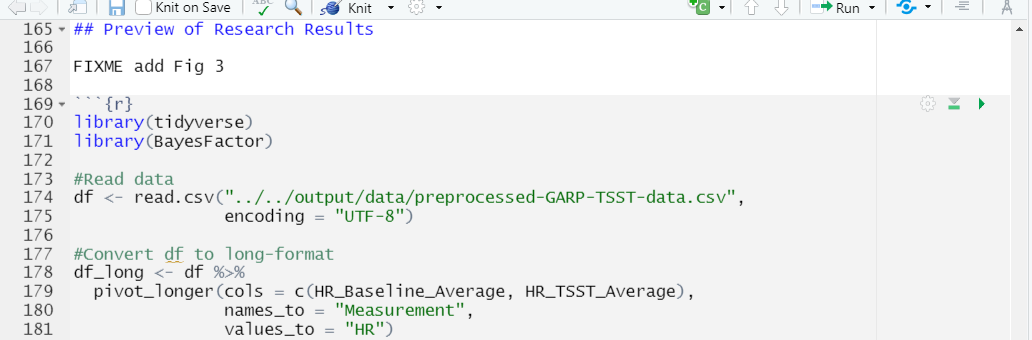 Knit on Save ABC Knit Run
165 ## Preview of Research Results
166
167 FIXME add Fig 3
168
169 ```{r}
170 library(tidyverse)
171 library(BayesFactor)
172
173 #Read data
174 df <- read.csv("../../output/data/preprocessed-GARP-TSST-data.csv",
175 encoding = "UTF-8")
176
177 #Convert df to long-format
178 df_long <- df %>%
179 pivot_longer(cols = c(HR_Baseline_Average, HR_TSST_Average),
180 names_to = "Measurement",
181 values_to = "HR")